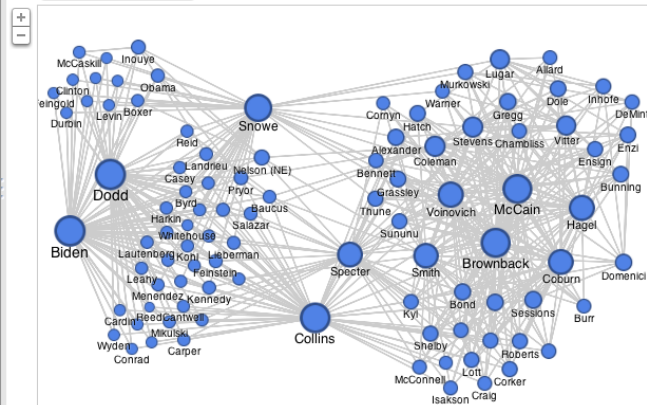 Inouye
McCaskill
Clinton
Obama
eingold
Durbin
Levin
Boxer
Snowe
Reid
Landrieu
Nelson (NE)
Casey
Pryor
Dodd
Byrd
Baucus
Harkin
Salazar
Whitehouse
Biden
Lautenberg
Kohl
Lieberman
Leahy
Feinstein
Menendez
Kennedy
Cardin
Reed
Cantwell
Mikulski
Wyden
Conrad
Carper
Collins
Specter
Lugar
Allard
Murkowski
Warner
Dole
Inhofe
Cornyn
Hatch
Gregg
DeMint
Alexander
Stevens
Chambliss
Vitter
Enzi
Coleman
Ensign
Bennett
Grassley
Bunning
Thune
Voinovich
McCain
Hagel
Sununu
Smith
Brownback
Coburn
Domenici
Kyl
Bond
Sessions
Burr
Shelby
Roberts
McConnell
Lott
Corker
Isakson
Craig